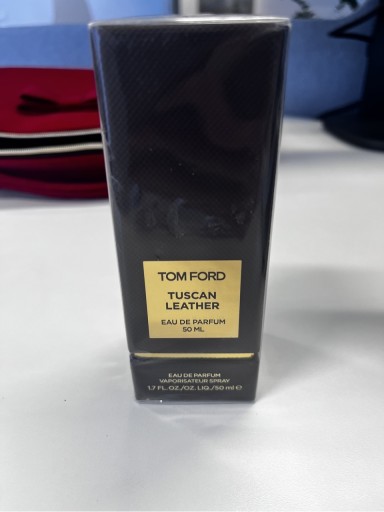 TOM FORD
TUSCAN
LEATHER
EAU DE PARFUM
50 ML
EAU DE PARFUM
VAPORISATEUR SPRAY
1.7 FL.OZ./OZ. LIQ./50 ml ℮